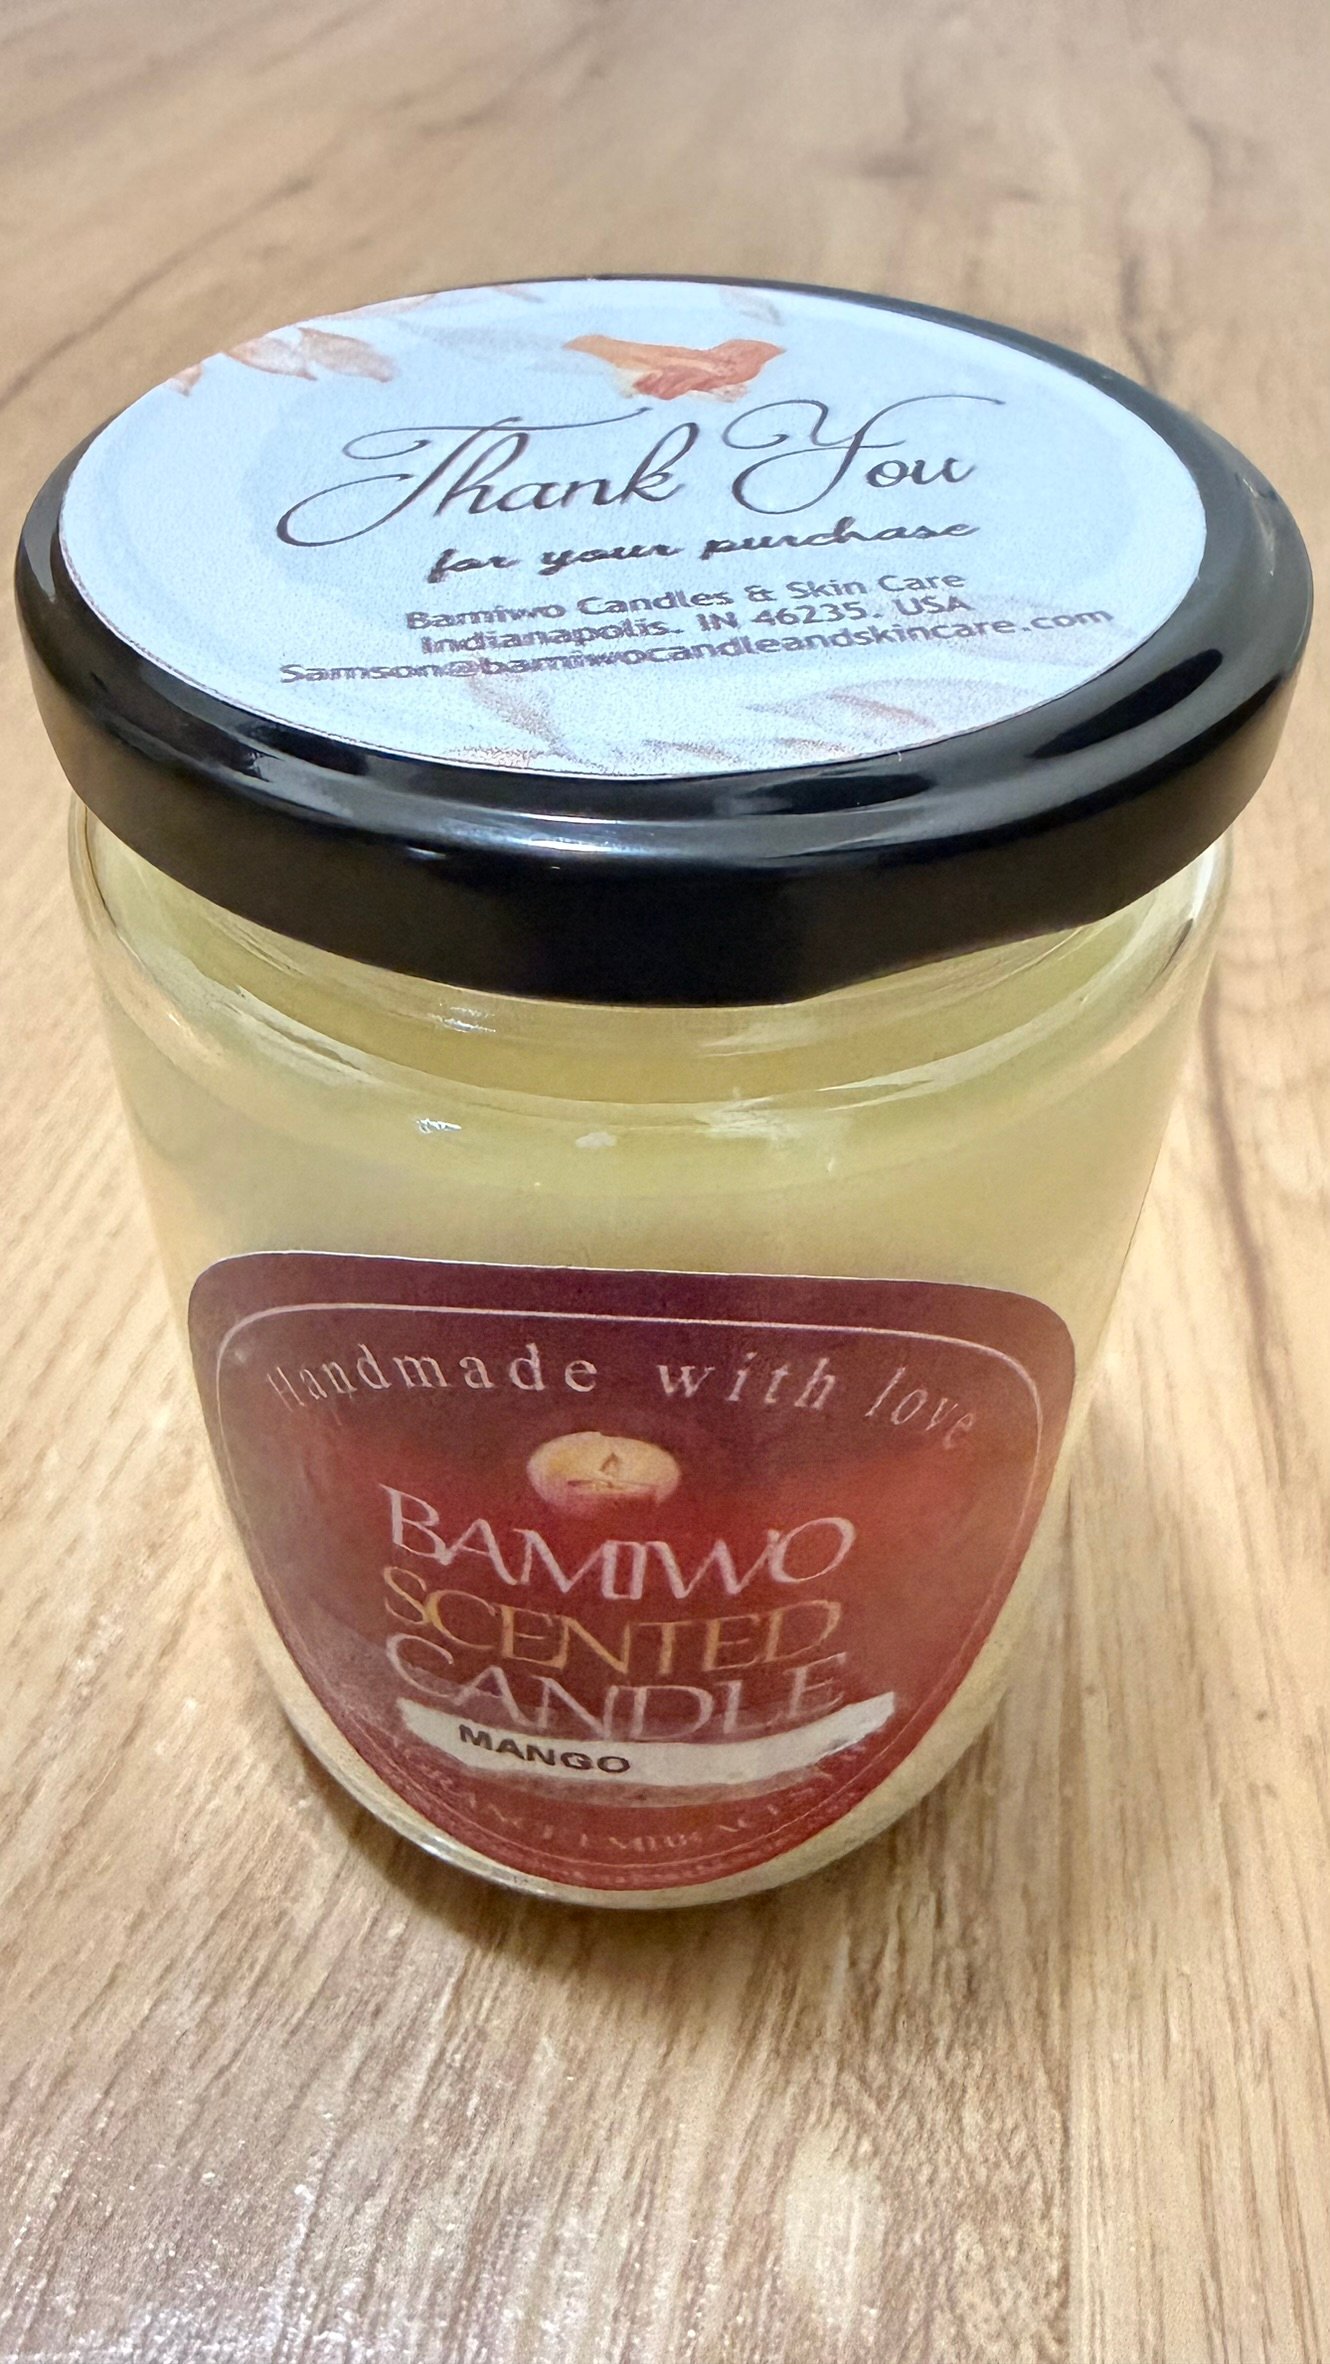 Thank You
for your purchase
Bamiwo Candles & Skin Care
Indianapolis. IN 46235. USA
Samson@bamiwocandleandskincare.com
Handmade with love
BAMIWO
SCENTED
CANDLE
MANGO